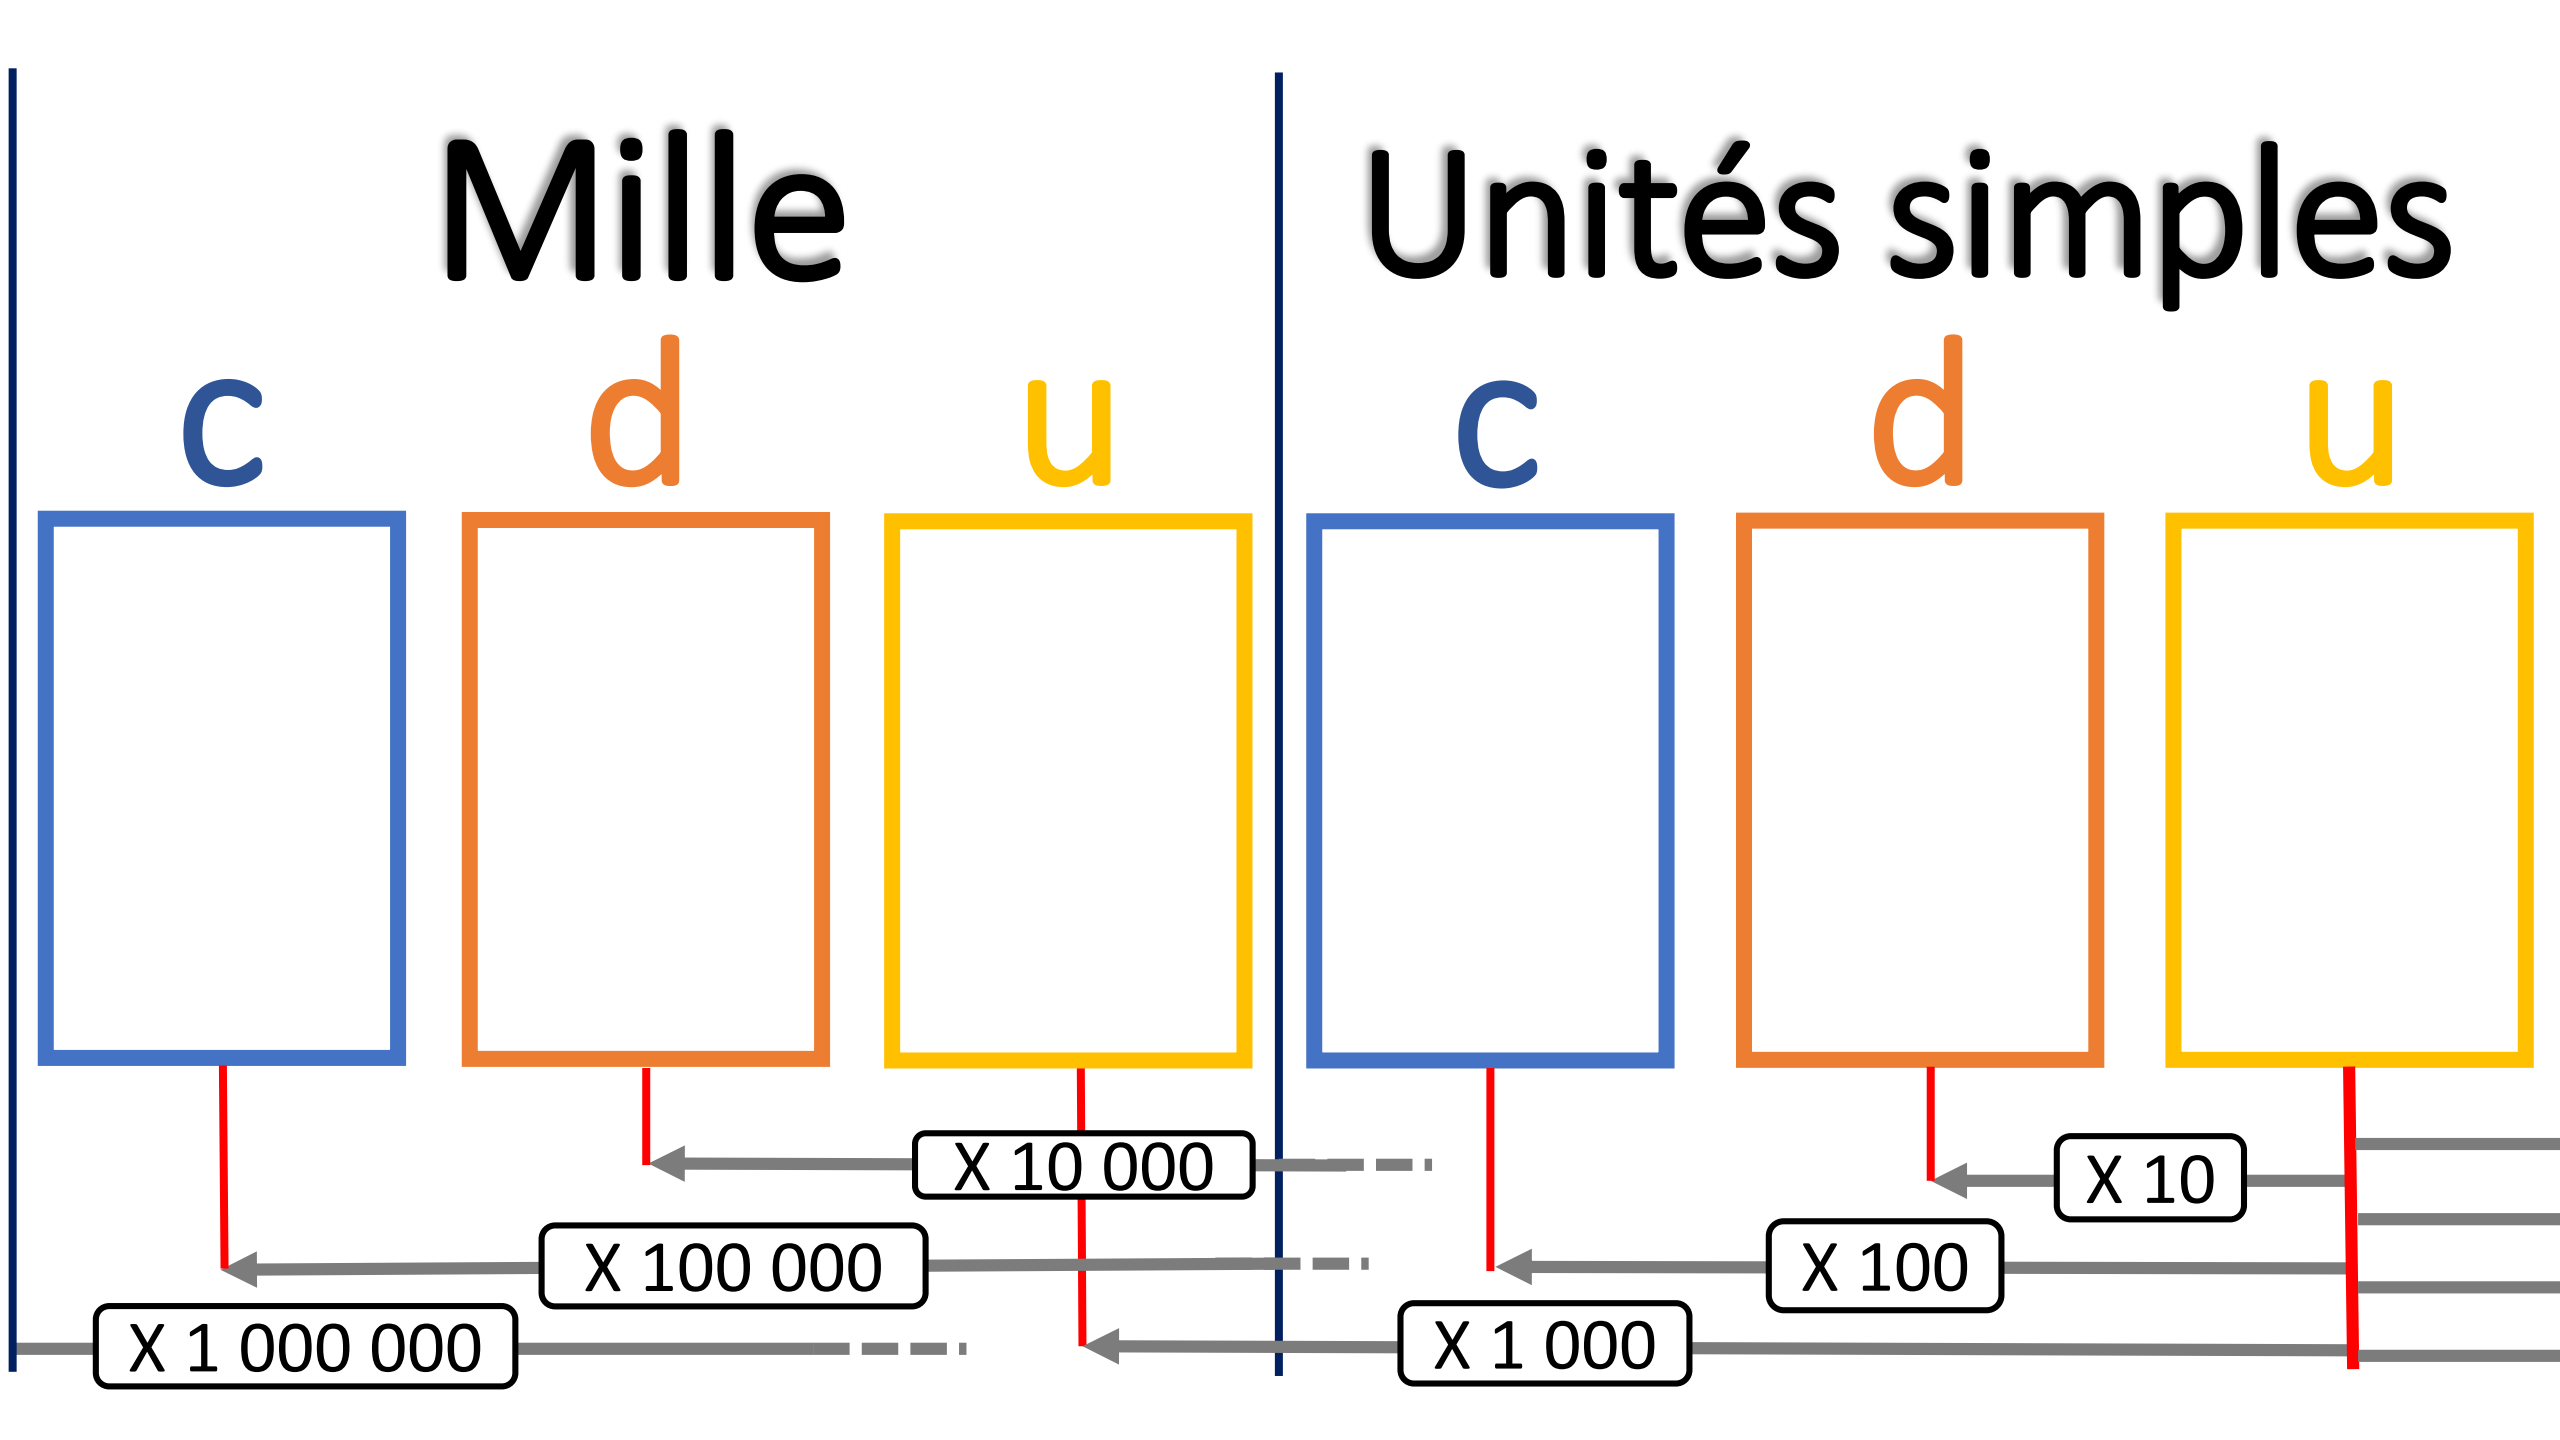 Mille
Unités simples
c d u c d u
X 10 000
X 10
X 100 000
X 100
X 1 000 000
X 1 000